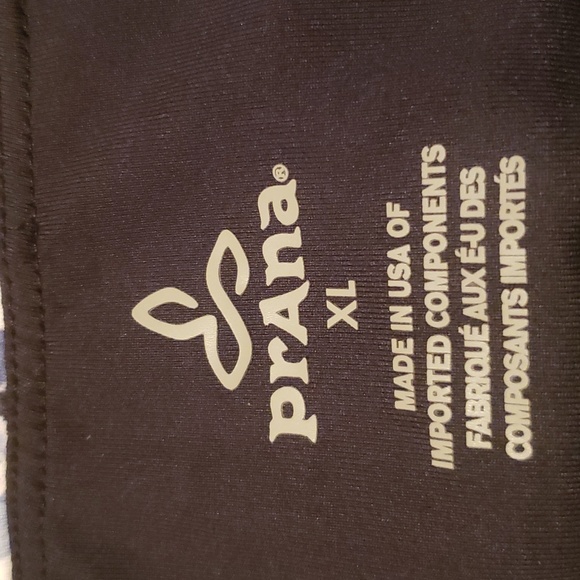 prAna®
XL
MADE IN USA OF
IMPORTED COMPONENTS
FABRIQUÉ AUX É-U DES
COMPOSANTS IMPORTÉS